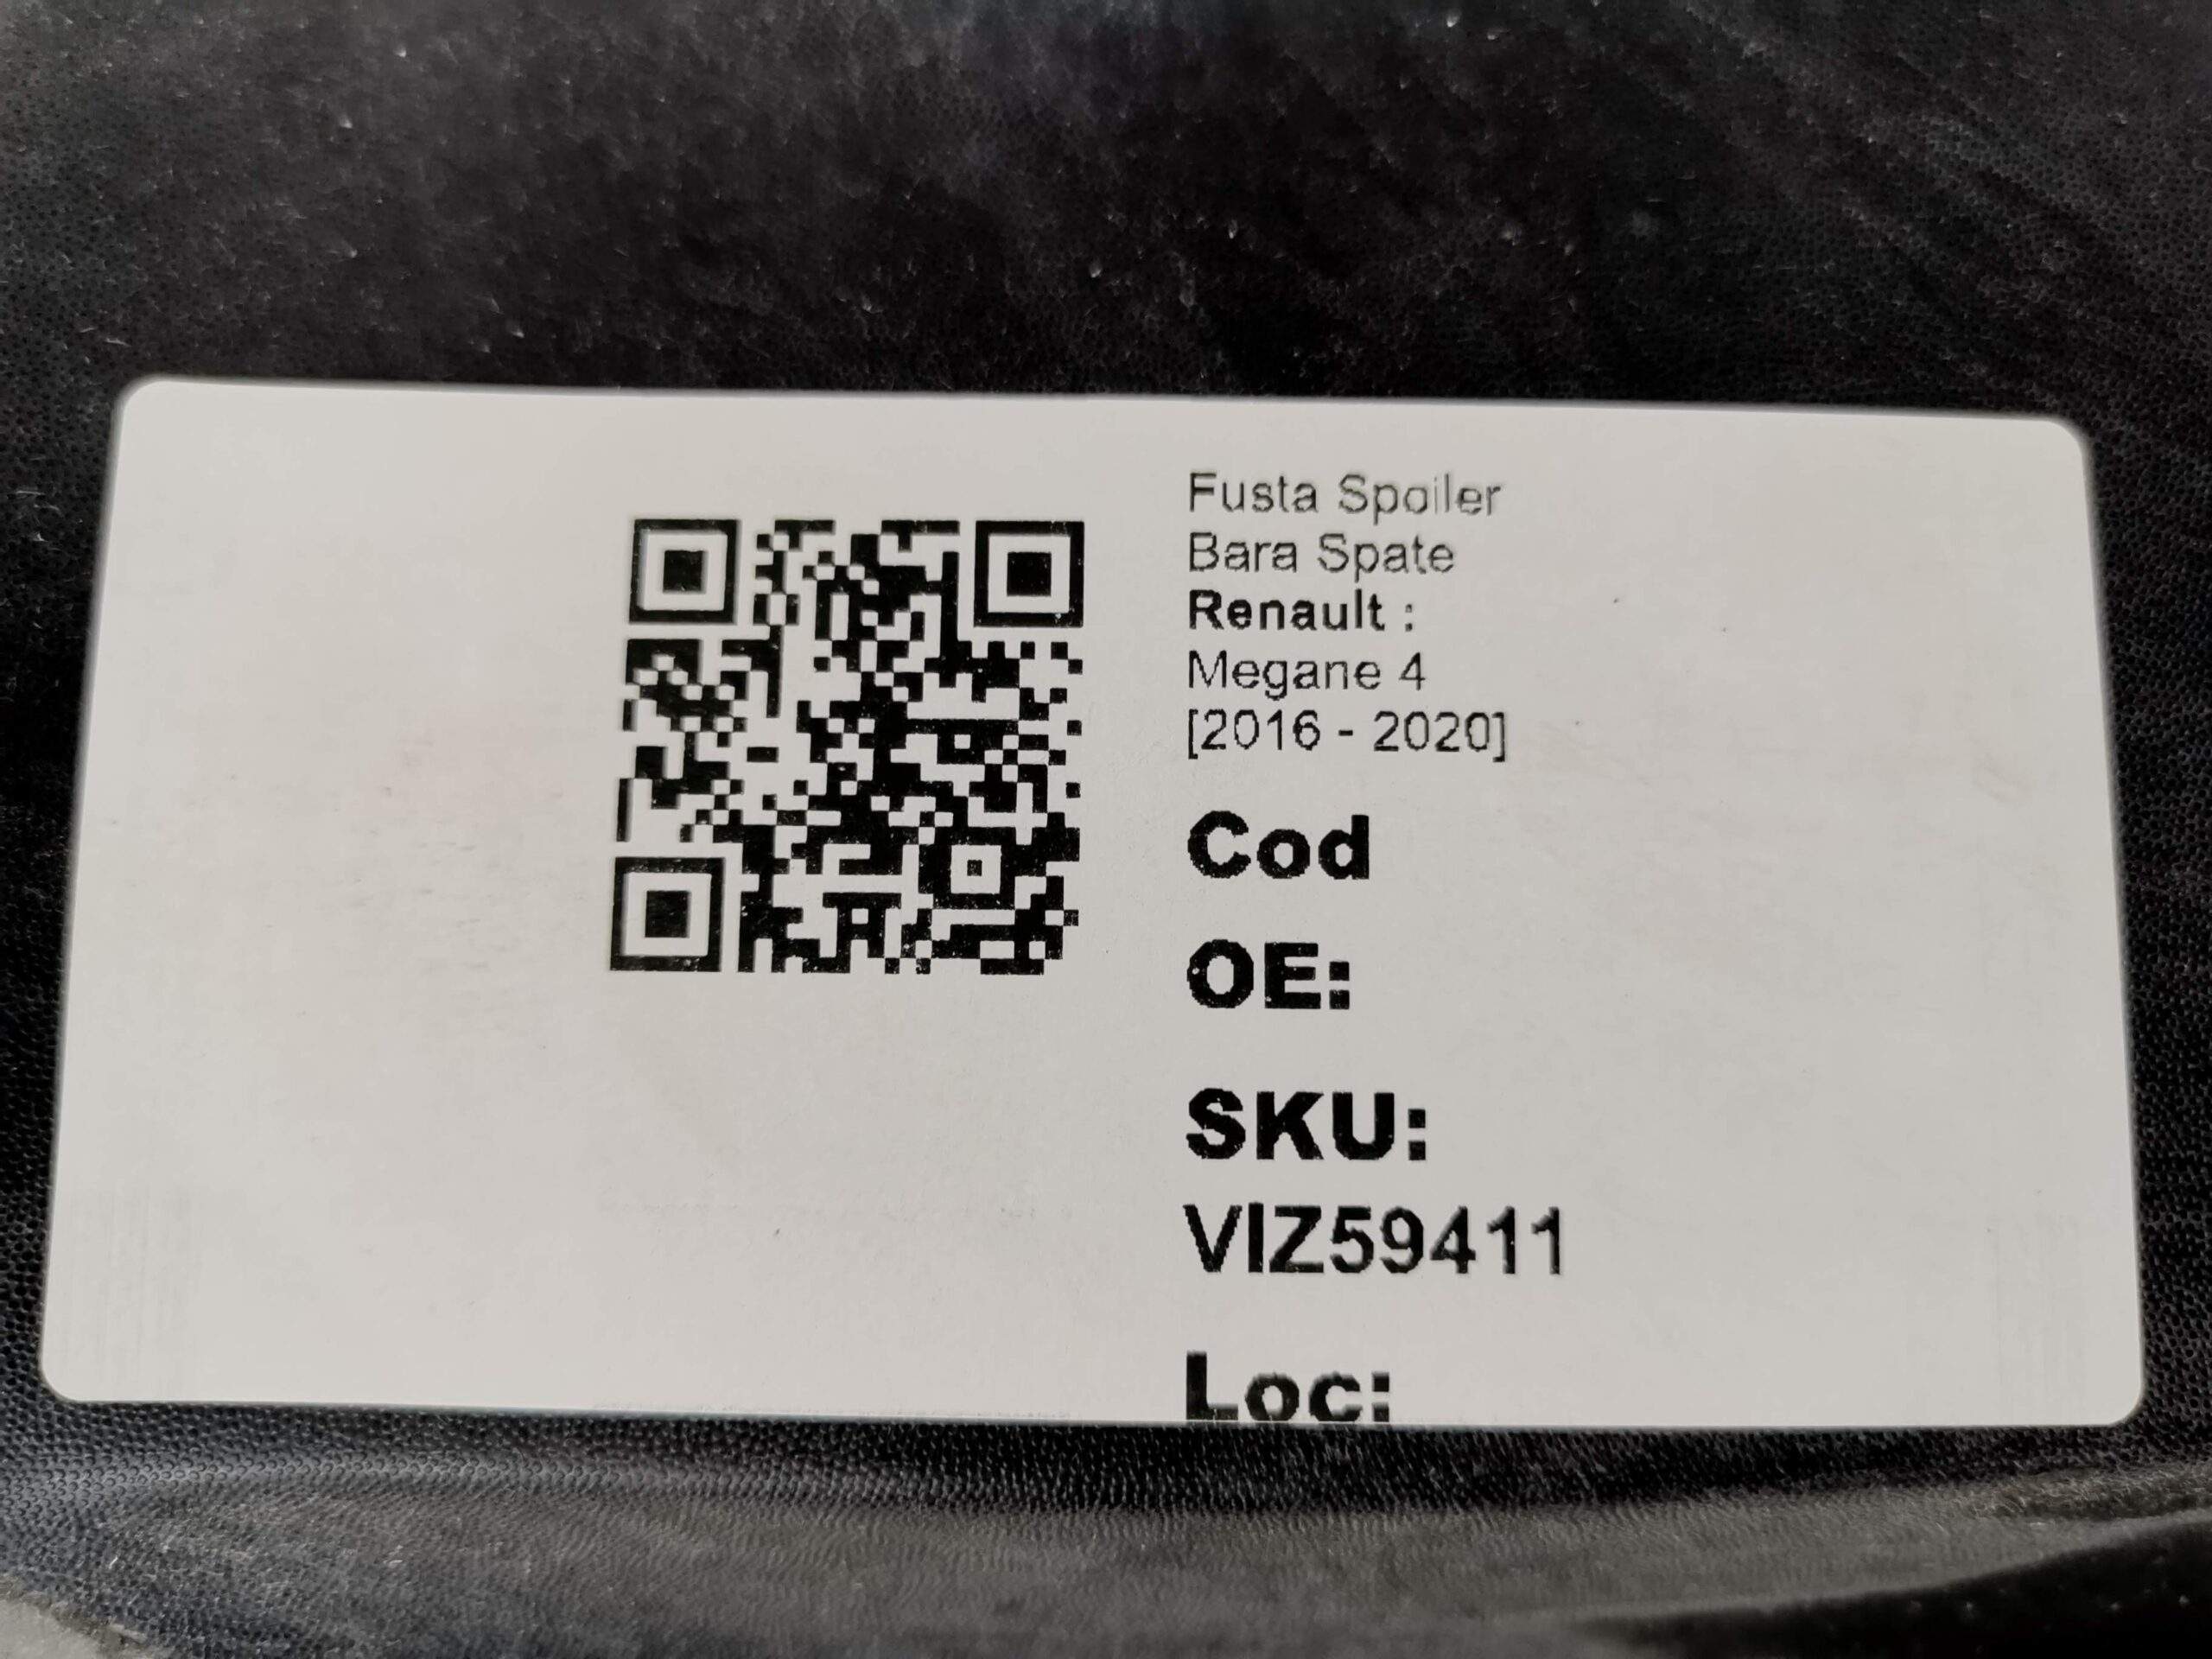 Fusta Spoiler
Bara Spate
Renault :
Megane 4
[2016 - 2020]
Cod
OE:
SKU:
VIZ59411
Loc: